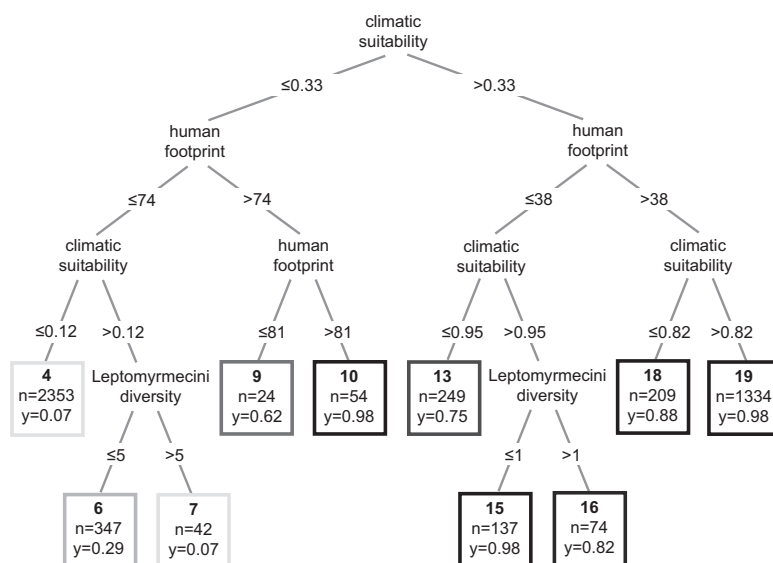 climatic
suitability
≤0.33
>0.33
human
footprint
human
footprint
≤74
>74
≤38
>38
climatic
suitability
human
footprint
climatic
suitability
climatic
suitability
≤0.12
>0.12
≤81
>81
≤0.95
>0.95
≤0.82
>0.82
4
n=2353
y=0.07
Leptomyrmecini
diversity
9
n=24
y=0.62
10
n=54
y=0.98
13
n=249
y=0.75
Leptomyrmecini
diversity
18
n=209
y=0.88
19
n=1334
y=0.98
≤5
>5
≤1
>1
6
n=347
y=0.29
7
n=42
y=0.07
15
n=137
y=0.98
16
n=74
y=0.82